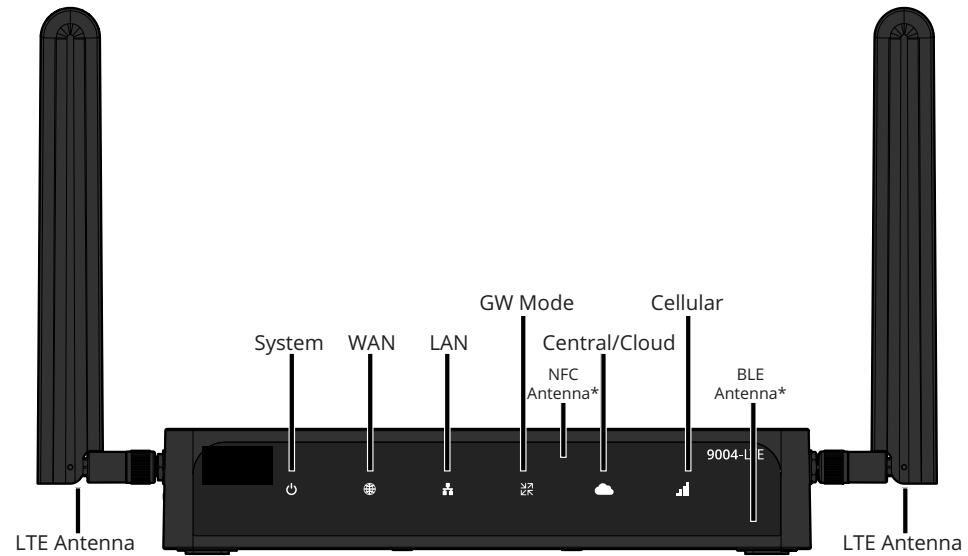 GW Mode
Cellular
System
WAN
LAN
Central/Cloud
NFC
Antenna*
BLE
Antenna*
9004-LTE
LTE Antenna
LTE Antenna